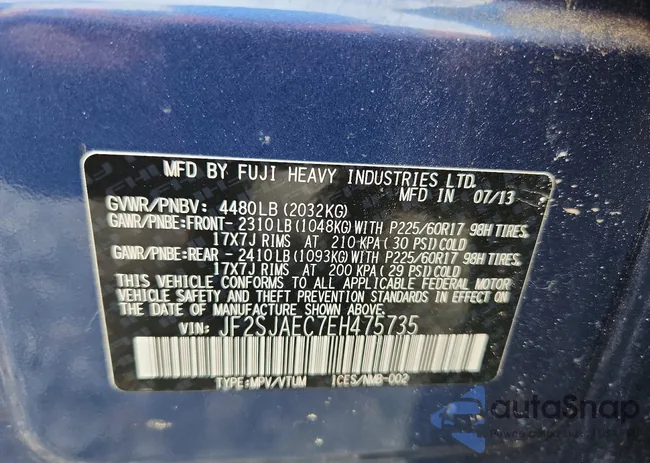 MFD BY FUJI HEAVY INDUSTRIES LTD.
MFD IN 07/13
GVWR/PNBV: 4480LB (2032KG)
GAWR/PNBE:FRONT- 2310LB (1048KG) WITH P225/60R17 98H TIRES,
17X7J RIMS AT 210 KPA ( 30 PSI) COLD
GAWR/PNBE:REAR - 2410LB (1093KG) WITH P225/60R17 98H TIRES,
17X7J RIMS AT 200 KPA (29 PSI) COLD
THIS VEHICLE CONFORMS TO ALL APPLICABLE FEDERAL MOTOR
VEHICLE SAFETY AND THEFT PREVENTION STANDARDS IN EFFECT ON
THE DATE OF MANUFACTURE SHOWN ABOVE.
VIN: JF2SJAEC7EH475735
TYPE:MPV/VTUM ICES/NMB-002
autoSnap